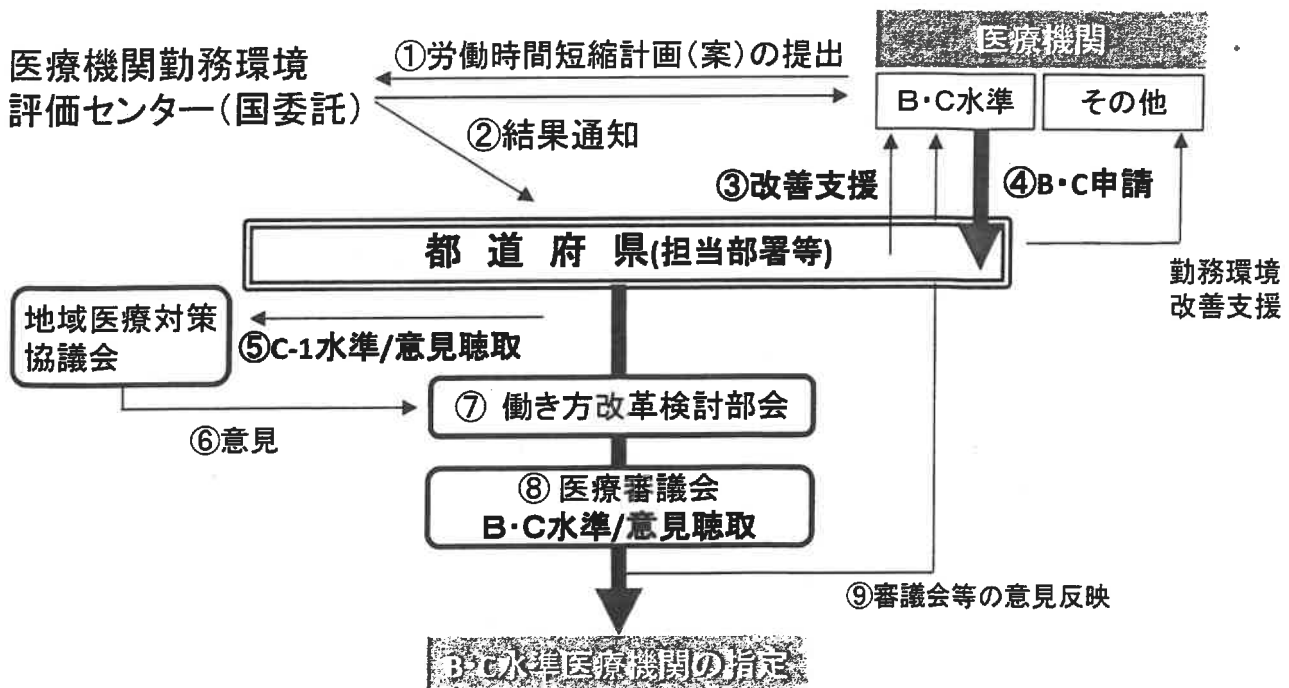 医療機関
①労働時間短縮計画(案)の提出
医療機関勤務環境
評価センター(国委託)
B・C水準
その他
②結果通知
③改善支援
④B・C申請
都道府県(担当部署等)
勤務環境
改善支援
地域医療対策
協議会
⑤C-1水準/意見聴取
⑦ 働き方改革検討部会
⑥意見
⑧ 医療審議会
B・C水準/意見聴取
⑨審議会等の意見反映
B・C水準医療機関の指定